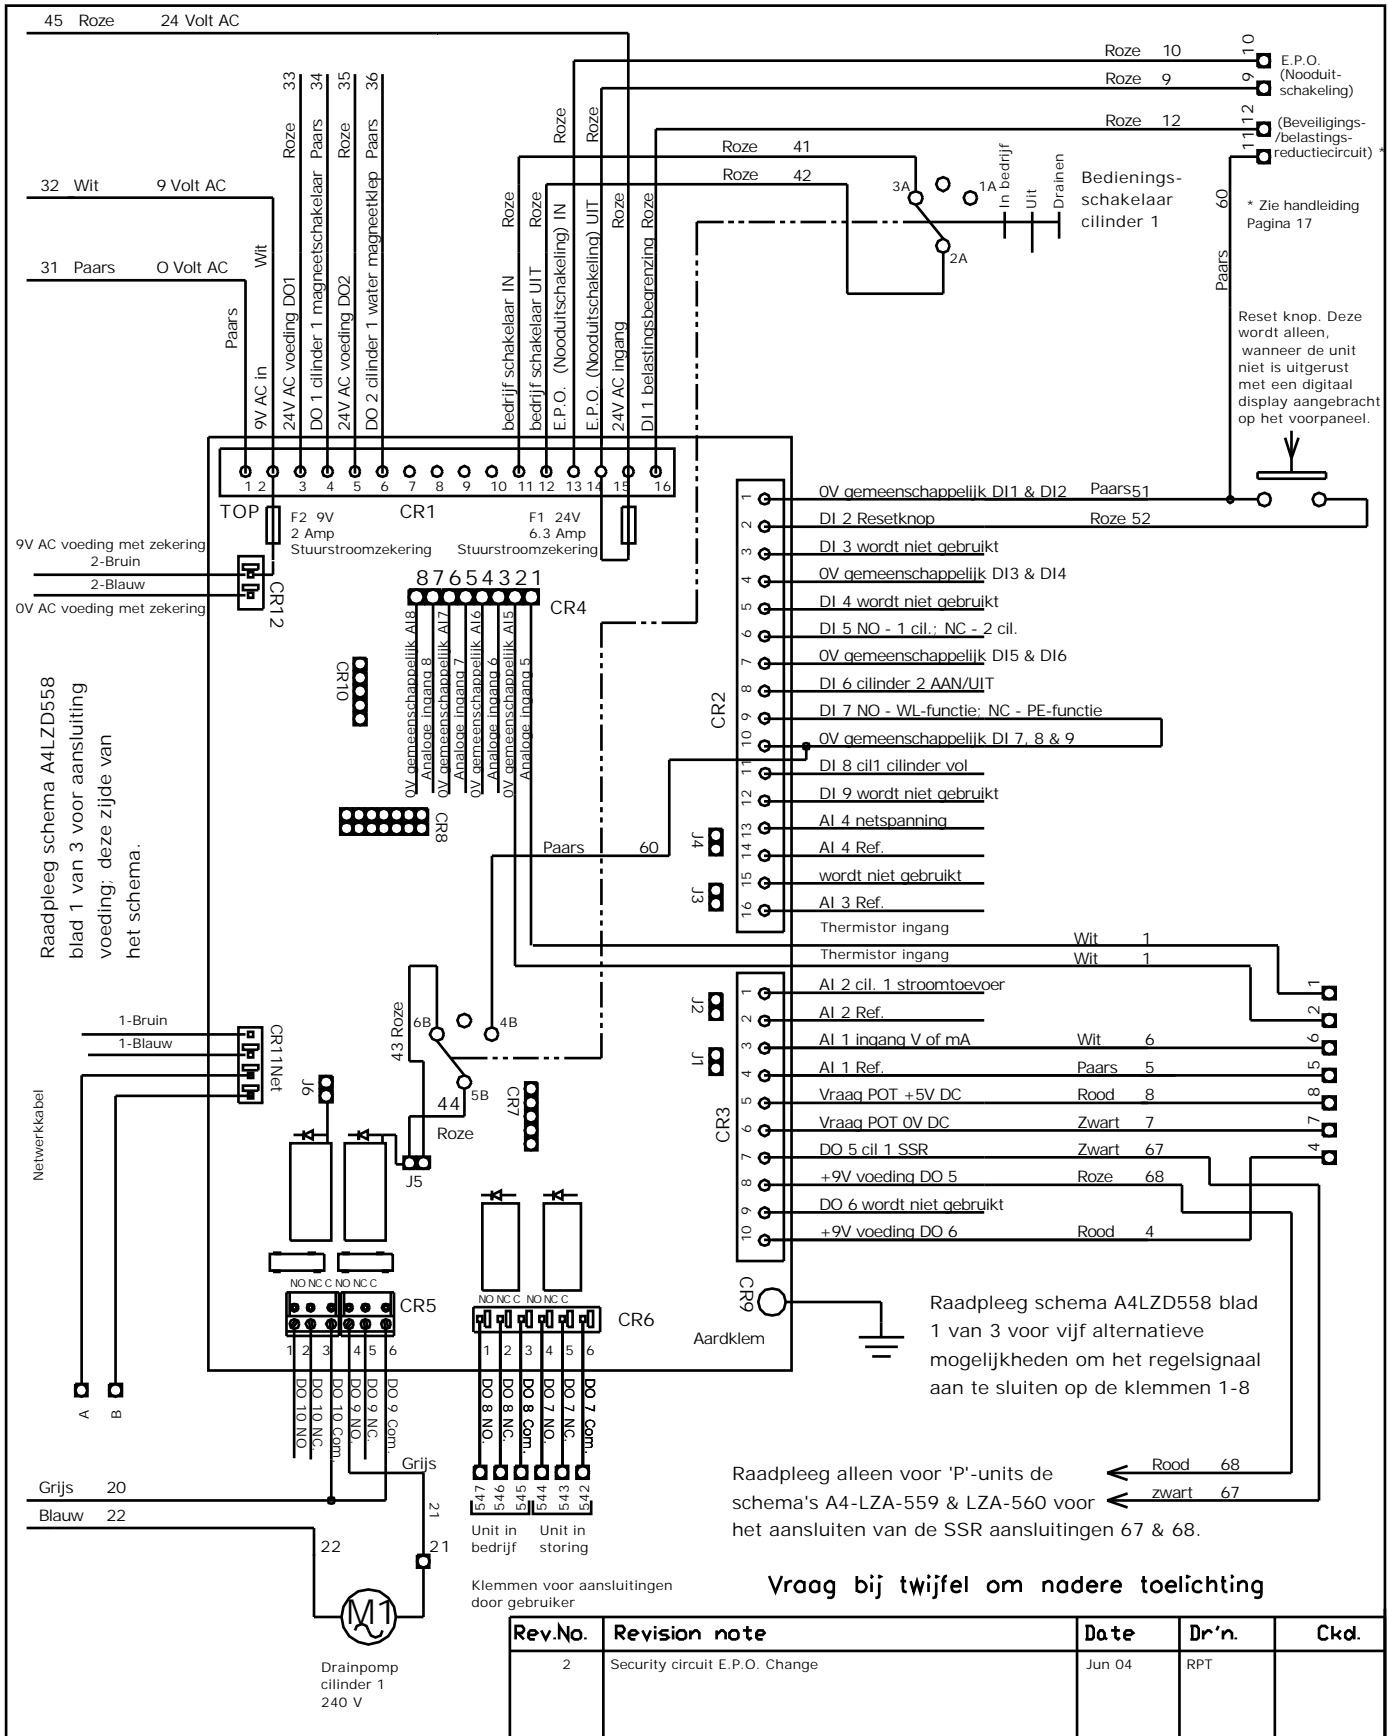 45 Roze 24 Volt AC
Roze 10
10
E.P.O.
(Nooduit-
schakeling)
Roze 9
9
Roze 12
12
11
(Beveiligings-
/belastings-
reductiecircuit) *
33
34
35
36
Roze
Paars
Roze
Paars
24V AC voeding DO1
DO 1 cilinder 1 magneetschakelaar
24V AC voeding DO2
DO 2 cilinder 1 water magneetklep
Roze 41
Roze 42
3A
1A
2A
In bedrijf
Uit
Drainen
Bedienings-
schakelaar
cilinder 1
Paars 60
* Zie handleiding
Pagina 17
32 Wit 9 Volt AC
31 Paars O Volt AC
Wit
Paars
9V AC in
bedrijf schakelaar IN Roze
bedrijf schakelaar UIT Roze
E.P.O. (Nooduitschakeling) IN Roze
E.P.O. (Nooduitschakeling) UIT Roze
24V AC ingang Roze
DI 1 belastingsbegrenzing Roze
Reset knop. Deze
wordt alleen,
wanneer de unit
niet is uitgerust
met een digitaal
display aangebracht
op het voorpaneel.
1 2 3 4 5 6 7 8 9 10 11 12 13 14 15 16
TOP
CR1
F2 9V
2 Amp
Stuurstroomzekering
F1 24V
6.3 Amp
Stuurstroomzekering
9V AC voeding met zekering
2-Bruin
2-Blauw
0V AC voeding met zekering
CR12
8 7 6 5 4 3 2 1
CR4
0V gemeenschappelijk AI8
Analoge ingang 8
0V gemeenschappelijk AI7
Analoge ingang 7
0V gemeenschappelijk AI6
Analoge ingang 6
0V gemeenschappelijk AI5
Analoge ingang 5
CR10
CR8
CR2
1 0V gemeenschappelijk DI1 & DI2 Paars51
2 DI 2 Resetknop Roze 52
3 DI 3 wordt niet gebruikt
4 0V gemeenschappelijk DI3 & DI4
5 DI 4 wordt niet gebruikt
6 DI 5 NO - 1 cil.; NC - 2 cil.
7 0V gemeenschappelijk DI5 & DI6
8 DI 6 cilinder 2 AAN/UIT
9 DI 7 NO - WL-functie; NC - PE-functie
10 0V gemeenschappelijk DI 7, 8 & 9
11 DI 8 cil1 cilinder vol
12 DI 9 wordt niet gebruikt
13 AI 4 netspanning
14 AI 4 Ref.
15 wordt niet gebruikt
16 AI 3 Ref.
J4
J3
Paars 60
Raadpleeg schema A4LZD558
blad 1 van 3 voor aansluiting
voeding; deze zijde van
het schema.
Thermistor ingang Wit 1
Thermistor ingang Wit 1
CR3
1 AI 2 cil. 1 stroomtoevoer
2 AI 2 Ref.
3 AI 1 ingang V of mA Wit 6
4 AI 1 Ref. Paars 5
5 Vraag POT +5V DC Rood 8
6 Vraag POT 0V DC Zwart 7
7 DO 5 cil 1 SSR Zwart 67
8 +9V voeding DO 5 Roze 68
9 DO 6 wordt niet gebruikt
10 +9V voeding DO 6 Rood 4
1
2
6
5
8
7
4
J2
J1
1-Bruin
1-Blauw
CR11Net
Netwerkkabel
A
B
43 Roze
6B
4B
5B
44
Roze
J5
J6
CR7
NO NC C NO NC C
CR5
1 2 3 4 5 6
DO 10 NO.
DO 10 NC.
DO 10 Com.
DO 9 NO.
DO 9 NC.
DO 9 Com.
NO NC C NO NC C
CR6
1 2 3 4 5 6
DO 8 NO.
DO 8 NC.
DO 8 Com.
DO 7 NO.
DO 7 NC.
DO 7 Com.
547
546
545
544
543
542
Unit in
bedrijf
Unit in
storing
Klemmen voor aansluitingen
door gebruiker
CR9
Aardklem
Raadpleeg schema A4LZD558 blad
1 van 3 voor vijf alternatieve
mogelijkheden om het regelsignaal
aan te sluiten op de klemmen 1-8
Grijs
21
Grijs 20
Blauw 22
22
21
M1
Drainpomp
cilinder 1
240 V
Rood 68
zwart 67
Raadpleeg alleen voor 'P'-units de
schema's A4-LZA-559 & LZA-560 voor
het aansluiten van de SSR aansluitingen 67 & 68.
Vraag bij twijfel om nadere toelichting
Rev.No. Revision note Date Dr'n. Ckd.
2 Security circuit E.P.O. Change Jun 04 RPT